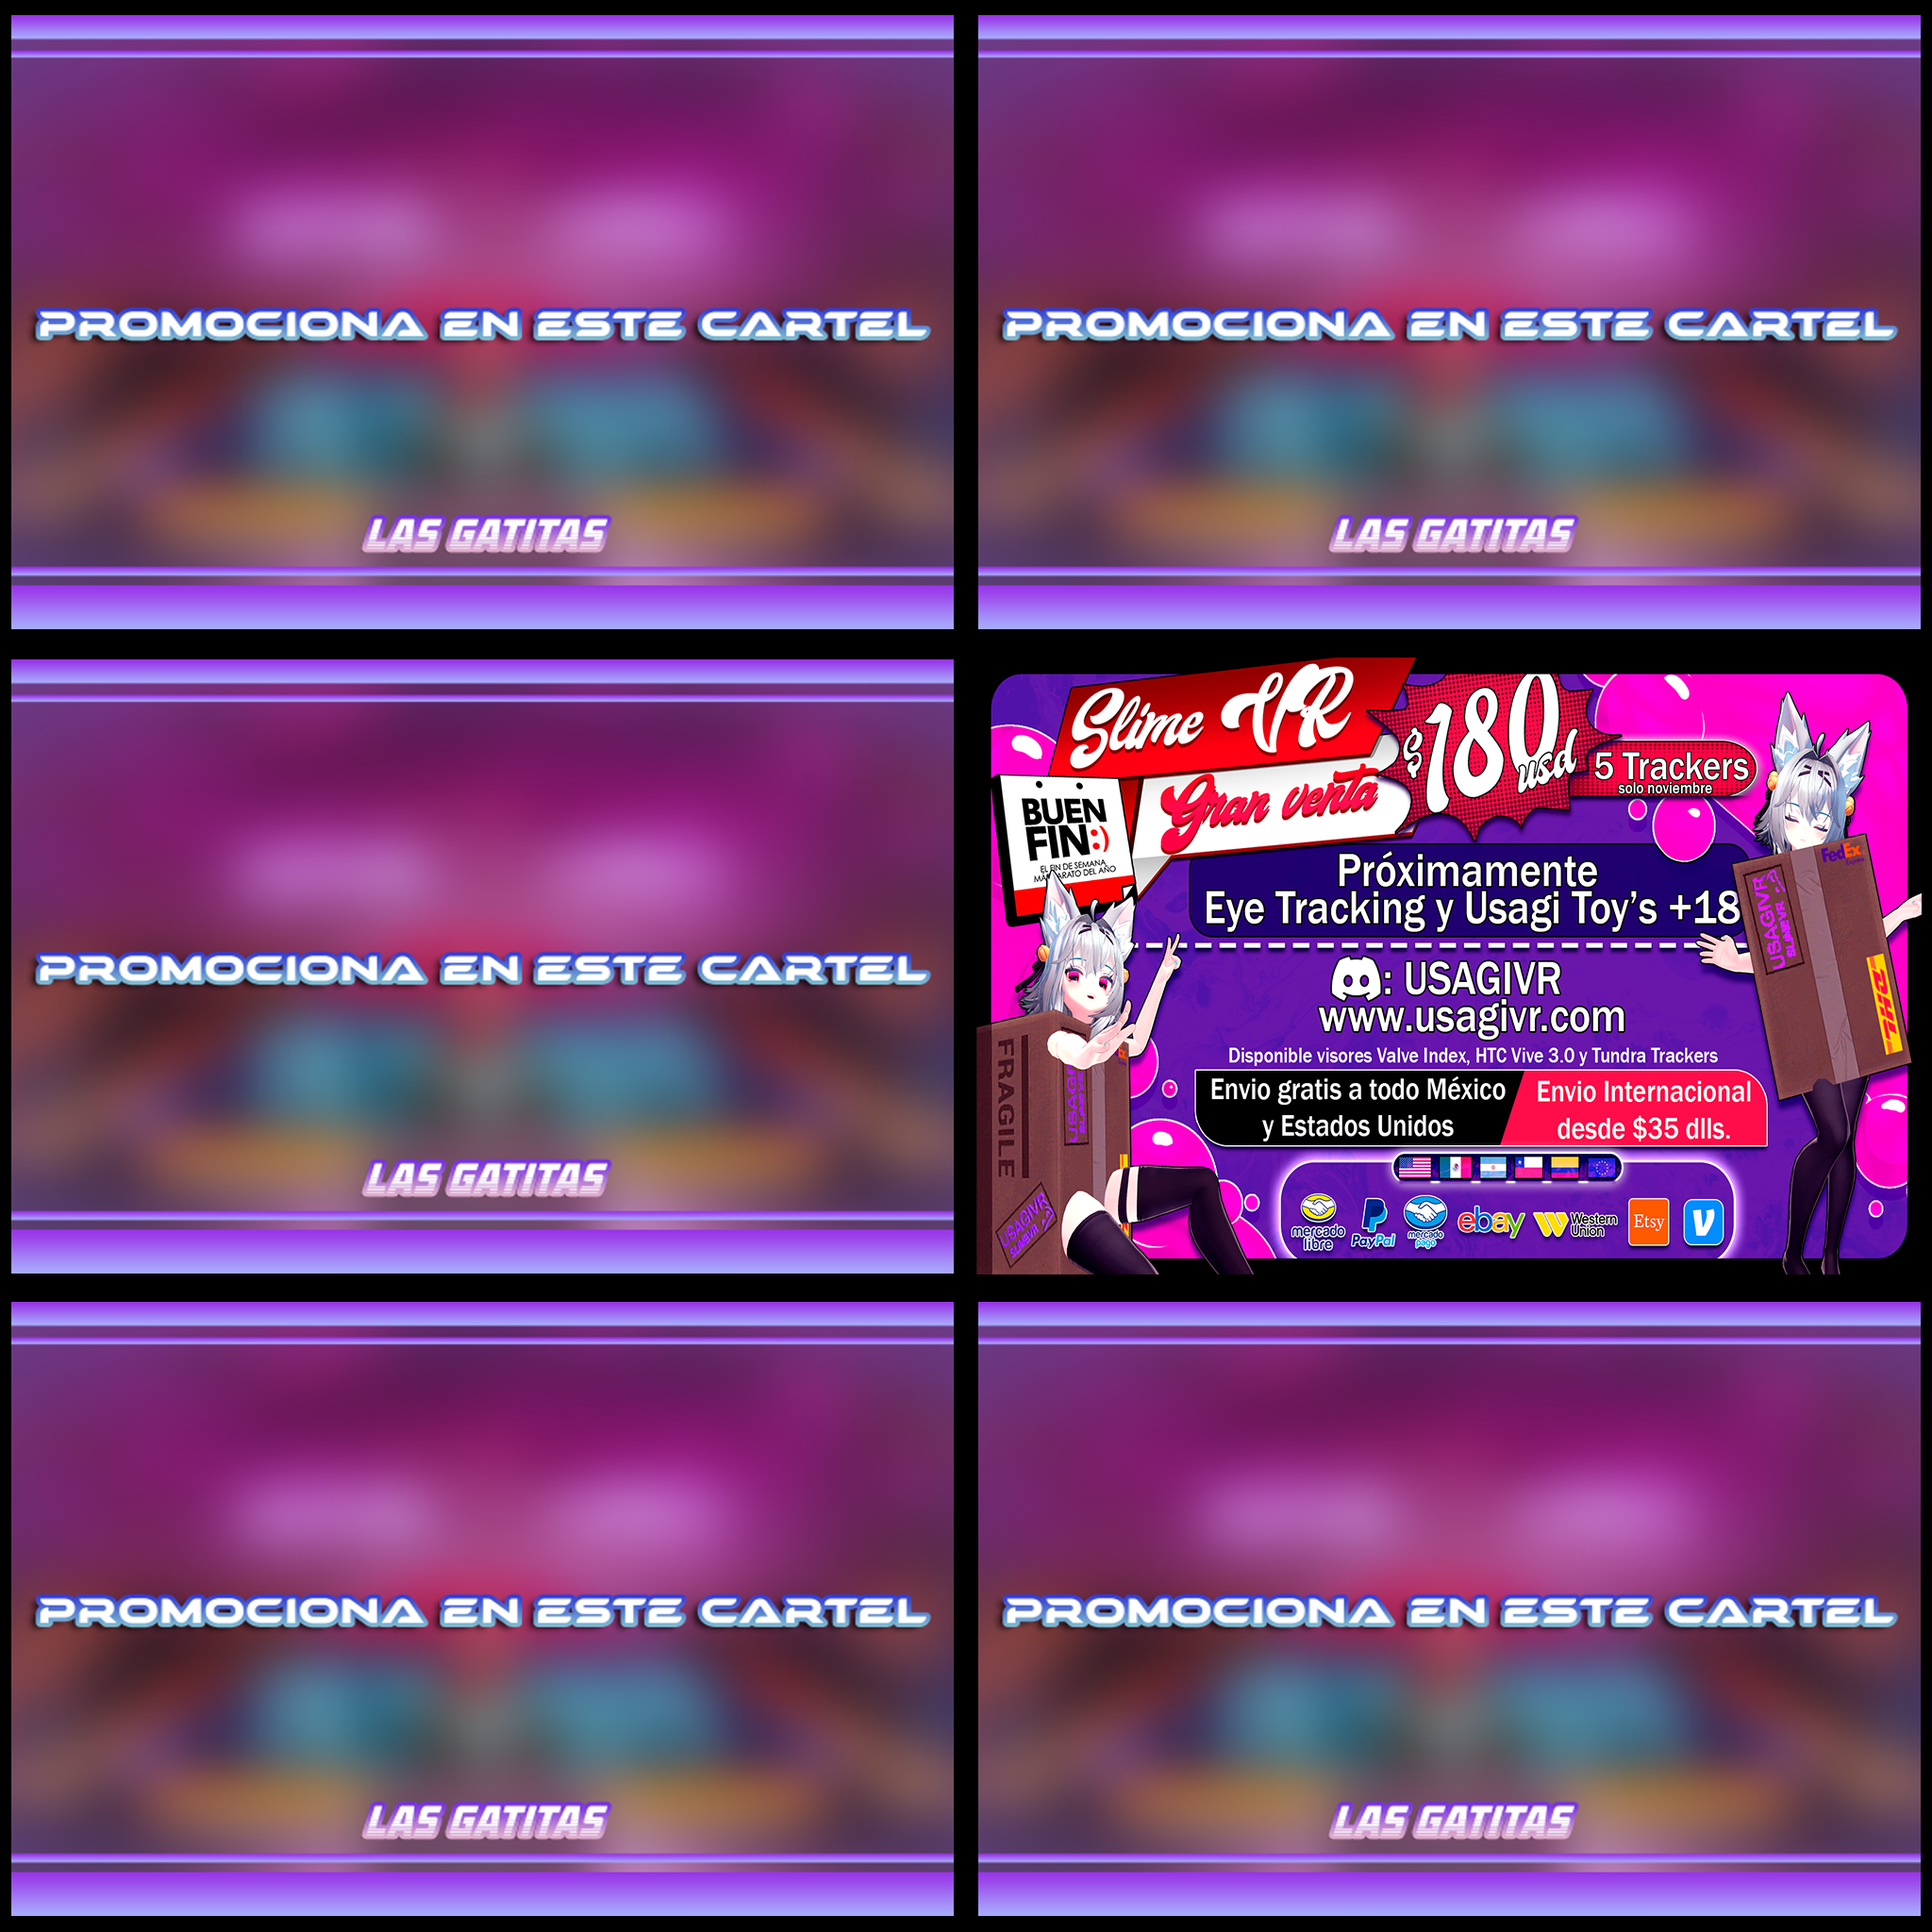 PROMOCIONA EN ESTE CARTEL
LAS GATITAS
PROMOCIONA EN ESTE CARTEL
LAS GATITAS
PROMOCIONA EN ESTE CARTEL
LAS GATITAS
Slime VR
$180 usd
5 Trackers
solo noviembre
Gran venta
BUEN
FIN:)
EL FIN DE SEMANA
MÁS BARATO DEL AÑO
Próximamente
Eye Tracking y Usagi Toy's +18
: USAGIVR
www.usagivr.com
Disponible visores Valve Index, HTC Vive 3.0 y Tundra Trackers
Envio gratis a todo México
y Estados Unidos
Envio Internacional
desde $35 dlls.
mercado
libre
PayPal
mercado
pago
ebay
Western
Union
Etsy
V
FedEx
USAGIVR
SLIMEVR
DHL
FRAGILE
USAGIVR
SLIMEVR
PROMOCIONA EN ESTE CARTEL
LAS GATITAS
PROMOCIONA EN ESTE CARTEL
LAS GATITAS